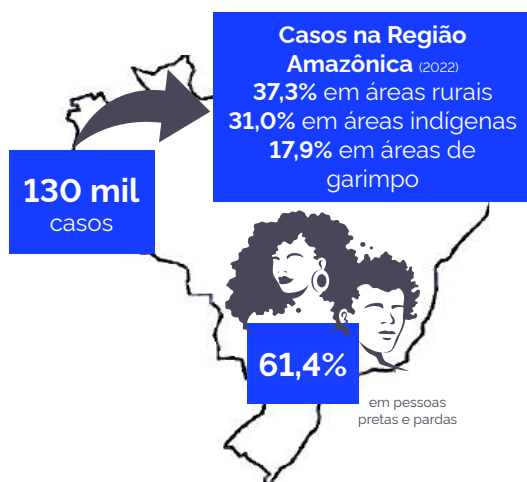 Casos na Região
Amazônica (2022)
37,3% em áreas rurais
31,0% em áreas indígenas
17,9% em áreas de
garimpo
130 mil
casos
61,4%
em pessoas
pretas e pardas